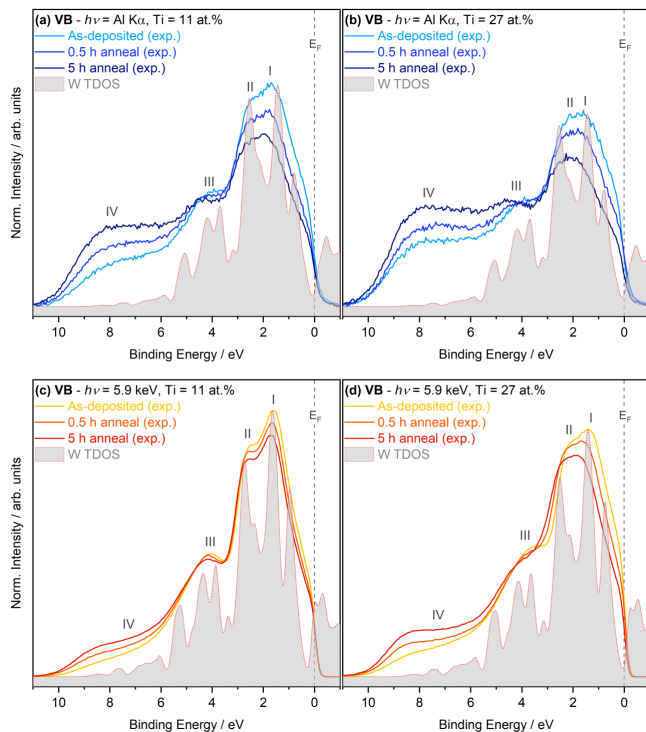 (a) VB - hν = Al Kα, Ti = 11 at.%
As-deposited (exp.)
0.5 h anneal (exp.)
5 h anneal (exp.)
W TDOS
E_F
I
II
III
IV
Norm. Intensity / arb. units
10 8 6 4 2 0
Binding Energy / eV
(b) VB - hν = Al Kα, Ti = 27 at.%
As-deposited (exp.)
0.5 h anneal (exp.)
5 h anneal (exp.)
W TDOS
E_F
I
II
III
IV
10 8 6 4 2 0
Binding Energy / eV
(c) VB - hν = 5.9 keV, Ti = 11 at.%
As-deposited (exp.)
0.5 h anneal (exp.)
5 h anneal (exp.)
W TDOS
E_F
I
II
III
IV
Norm. Intensity / arb. units
10 8 6 4 2 0
Binding Energy / eV
(d) VB - hν = 5.9 keV, Ti = 27 at.%
As-deposited (exp.)
0.5 h anneal (exp.)
5 h anneal (exp.)
W TDOS
E_F
I
II
III
IV
10 8 6 4 2 0
Binding Energy / eV